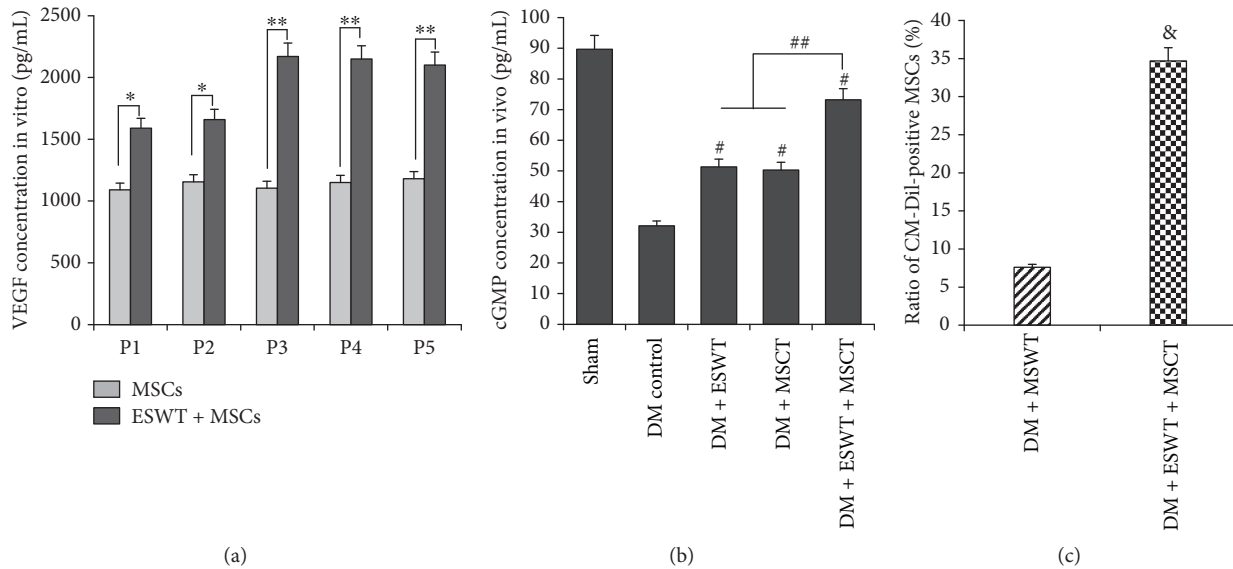 VEGF concentration in vitro (pg/mL)
2500
2000
1500
1000
500
0
*
*
**
**
**
P1
P2
P3
P4
P5
MSCs
ESWT + MSCs
(a)
cGMP concentration in vivo (pg/mL)
100
90
80
70
60
50
40
30
20
10
0
##
#
#
#
Sham
DM control
DM + ESWT
DM + MSCT
DM + ESWT + MSCT
(b)
Ratio of CM-Dil-positive MSCs (%)
40
35
30
25
20
15
10
5
0
&
DM + MSWT
DM + ESWT + MSCT
(c)